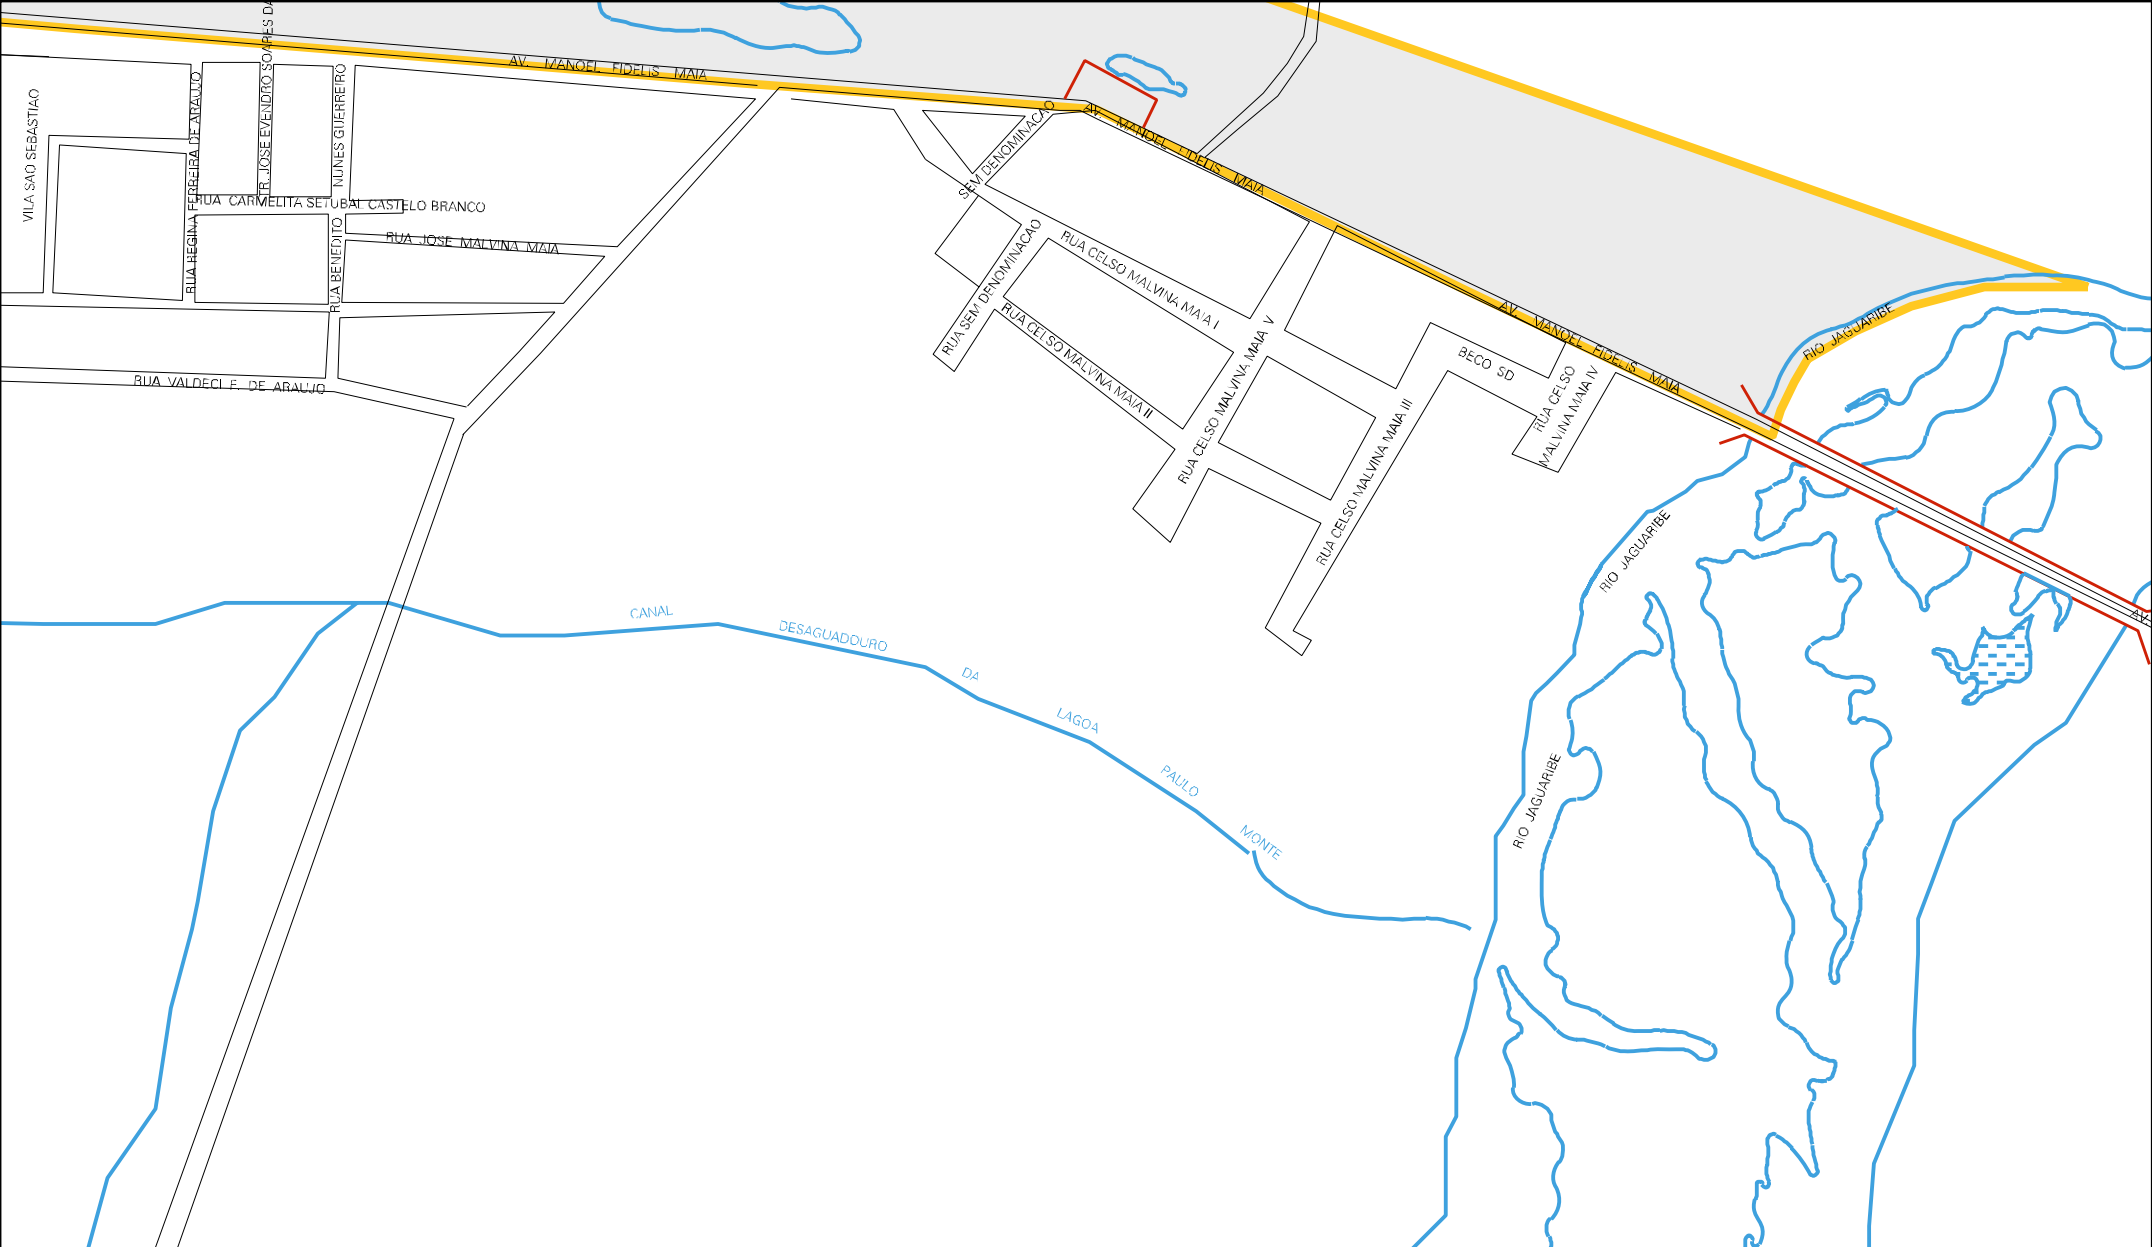 TR. JOSE EVENDRO SOARES DA
AV. MANOEL FIDELIS MAIA
VILA SAO SEBASTIAO
RUA REGINA FERREIRA DE ARAUJO
NUNES GUERREIRO
RUA BENEDITO
RUA CARMELITA SETUBAL CASTELO BRANCO
RUA JOSE MALVINA MAIA
RUA VALDECI F. DE ARAUJO
SEM DENOMINACAO
AV. MANOEL FIDELIS MAIA
RUA SEM DENOMINACAO
RUA CELSO MALVINA MAIA I
RUA CELSO MALVINA MAIA II
RUA CELSO MALVINA MAIA V
RUA CELSO MALVINA MAIA III
BECO SD
RUA CELSO
MALVINA MAIA IV
AV. MANOEL FIDELIS MAIA
RIO JAGUARIBE
RIO JAGUARIBE
RIO JAGUARIBE
AV.
CANAL DESAGUADDURO DA LAGOA PAULO MONTE